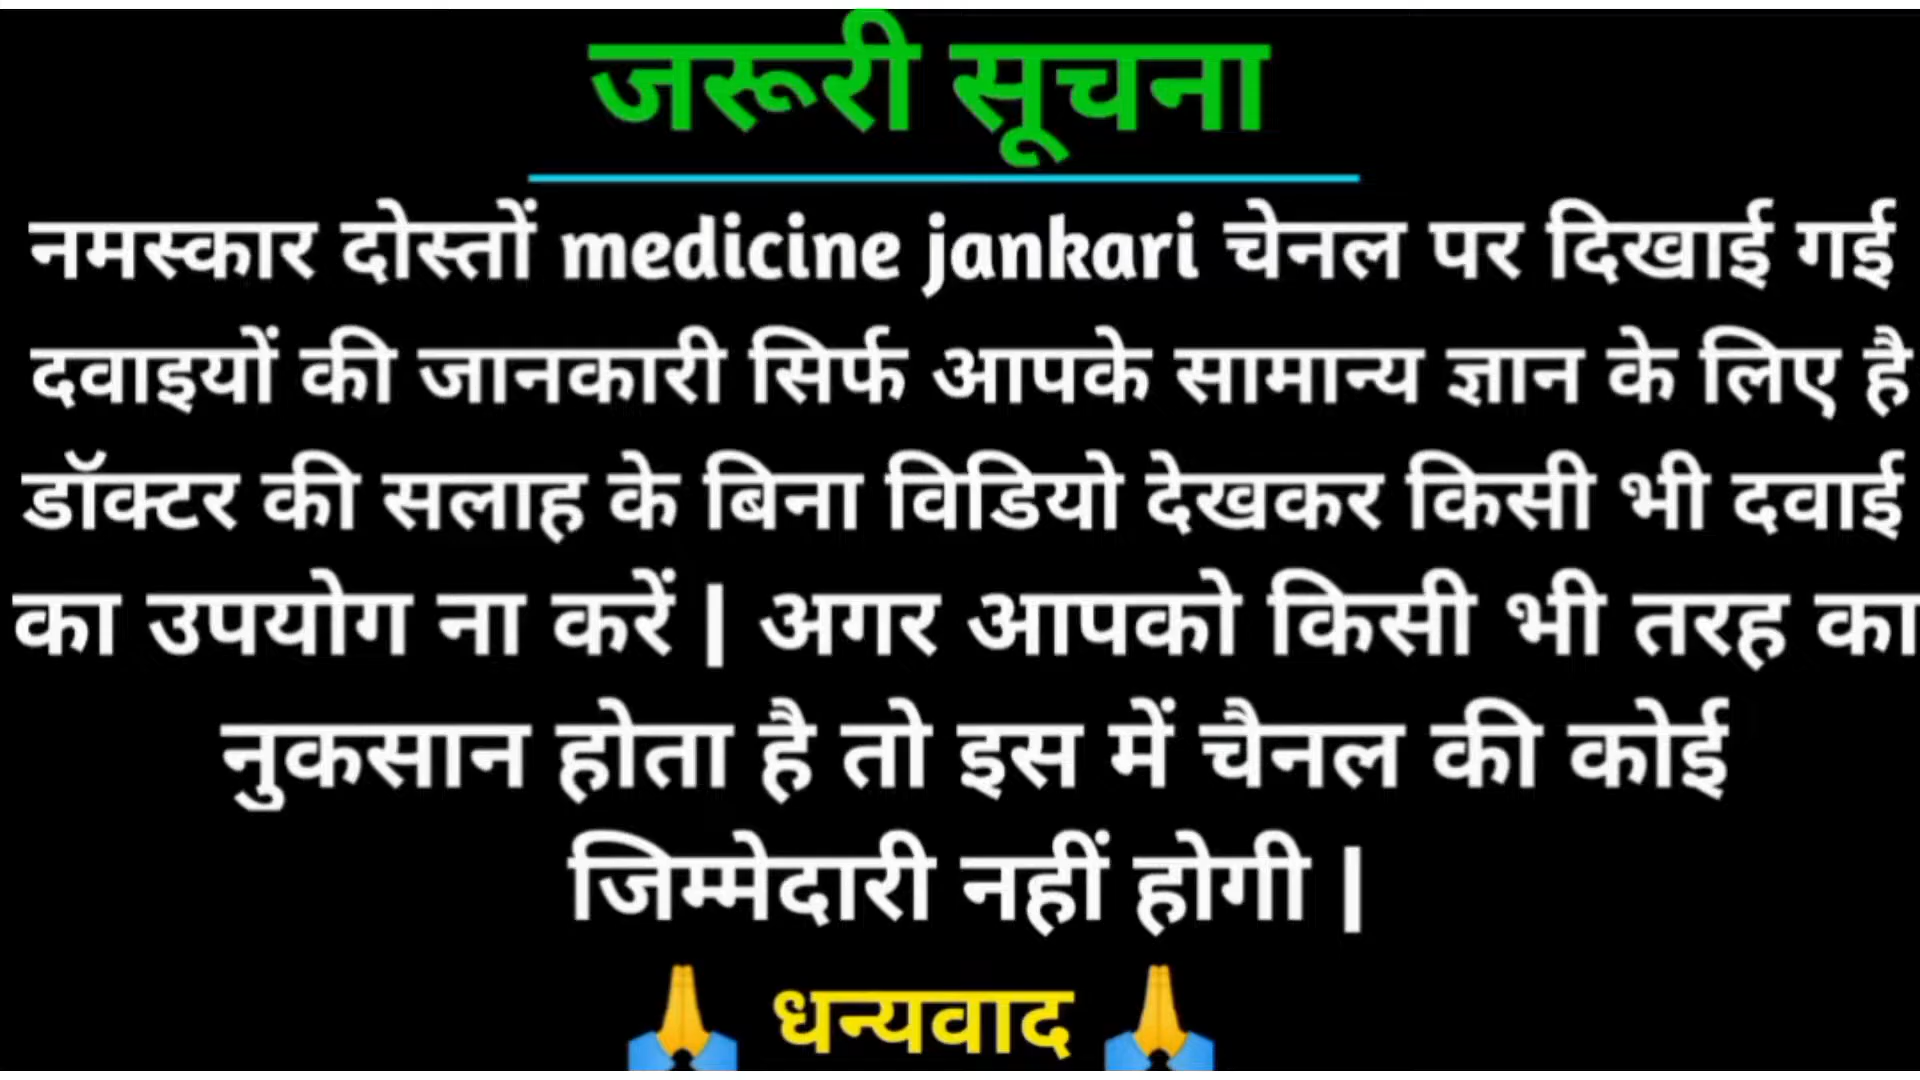 जरूरी सूचना
नमस्कार दोस्तों medicine jankari चेनल पर दिखाई गई
दवाइयों की जानकारी सिर्फ आपके सामान्य ज्ञान के लिए है
डॉक्टर की सलाह के बिना विडियो देखकर किसी भी दवाई
का उपयोग ना करें | अगर आपको किसी भी तरह का
नुकसान होता है तो इस में चैनल की कोई
जिम्मेदारी नहीं होगी |
🙏 धन्यवाद 🙏